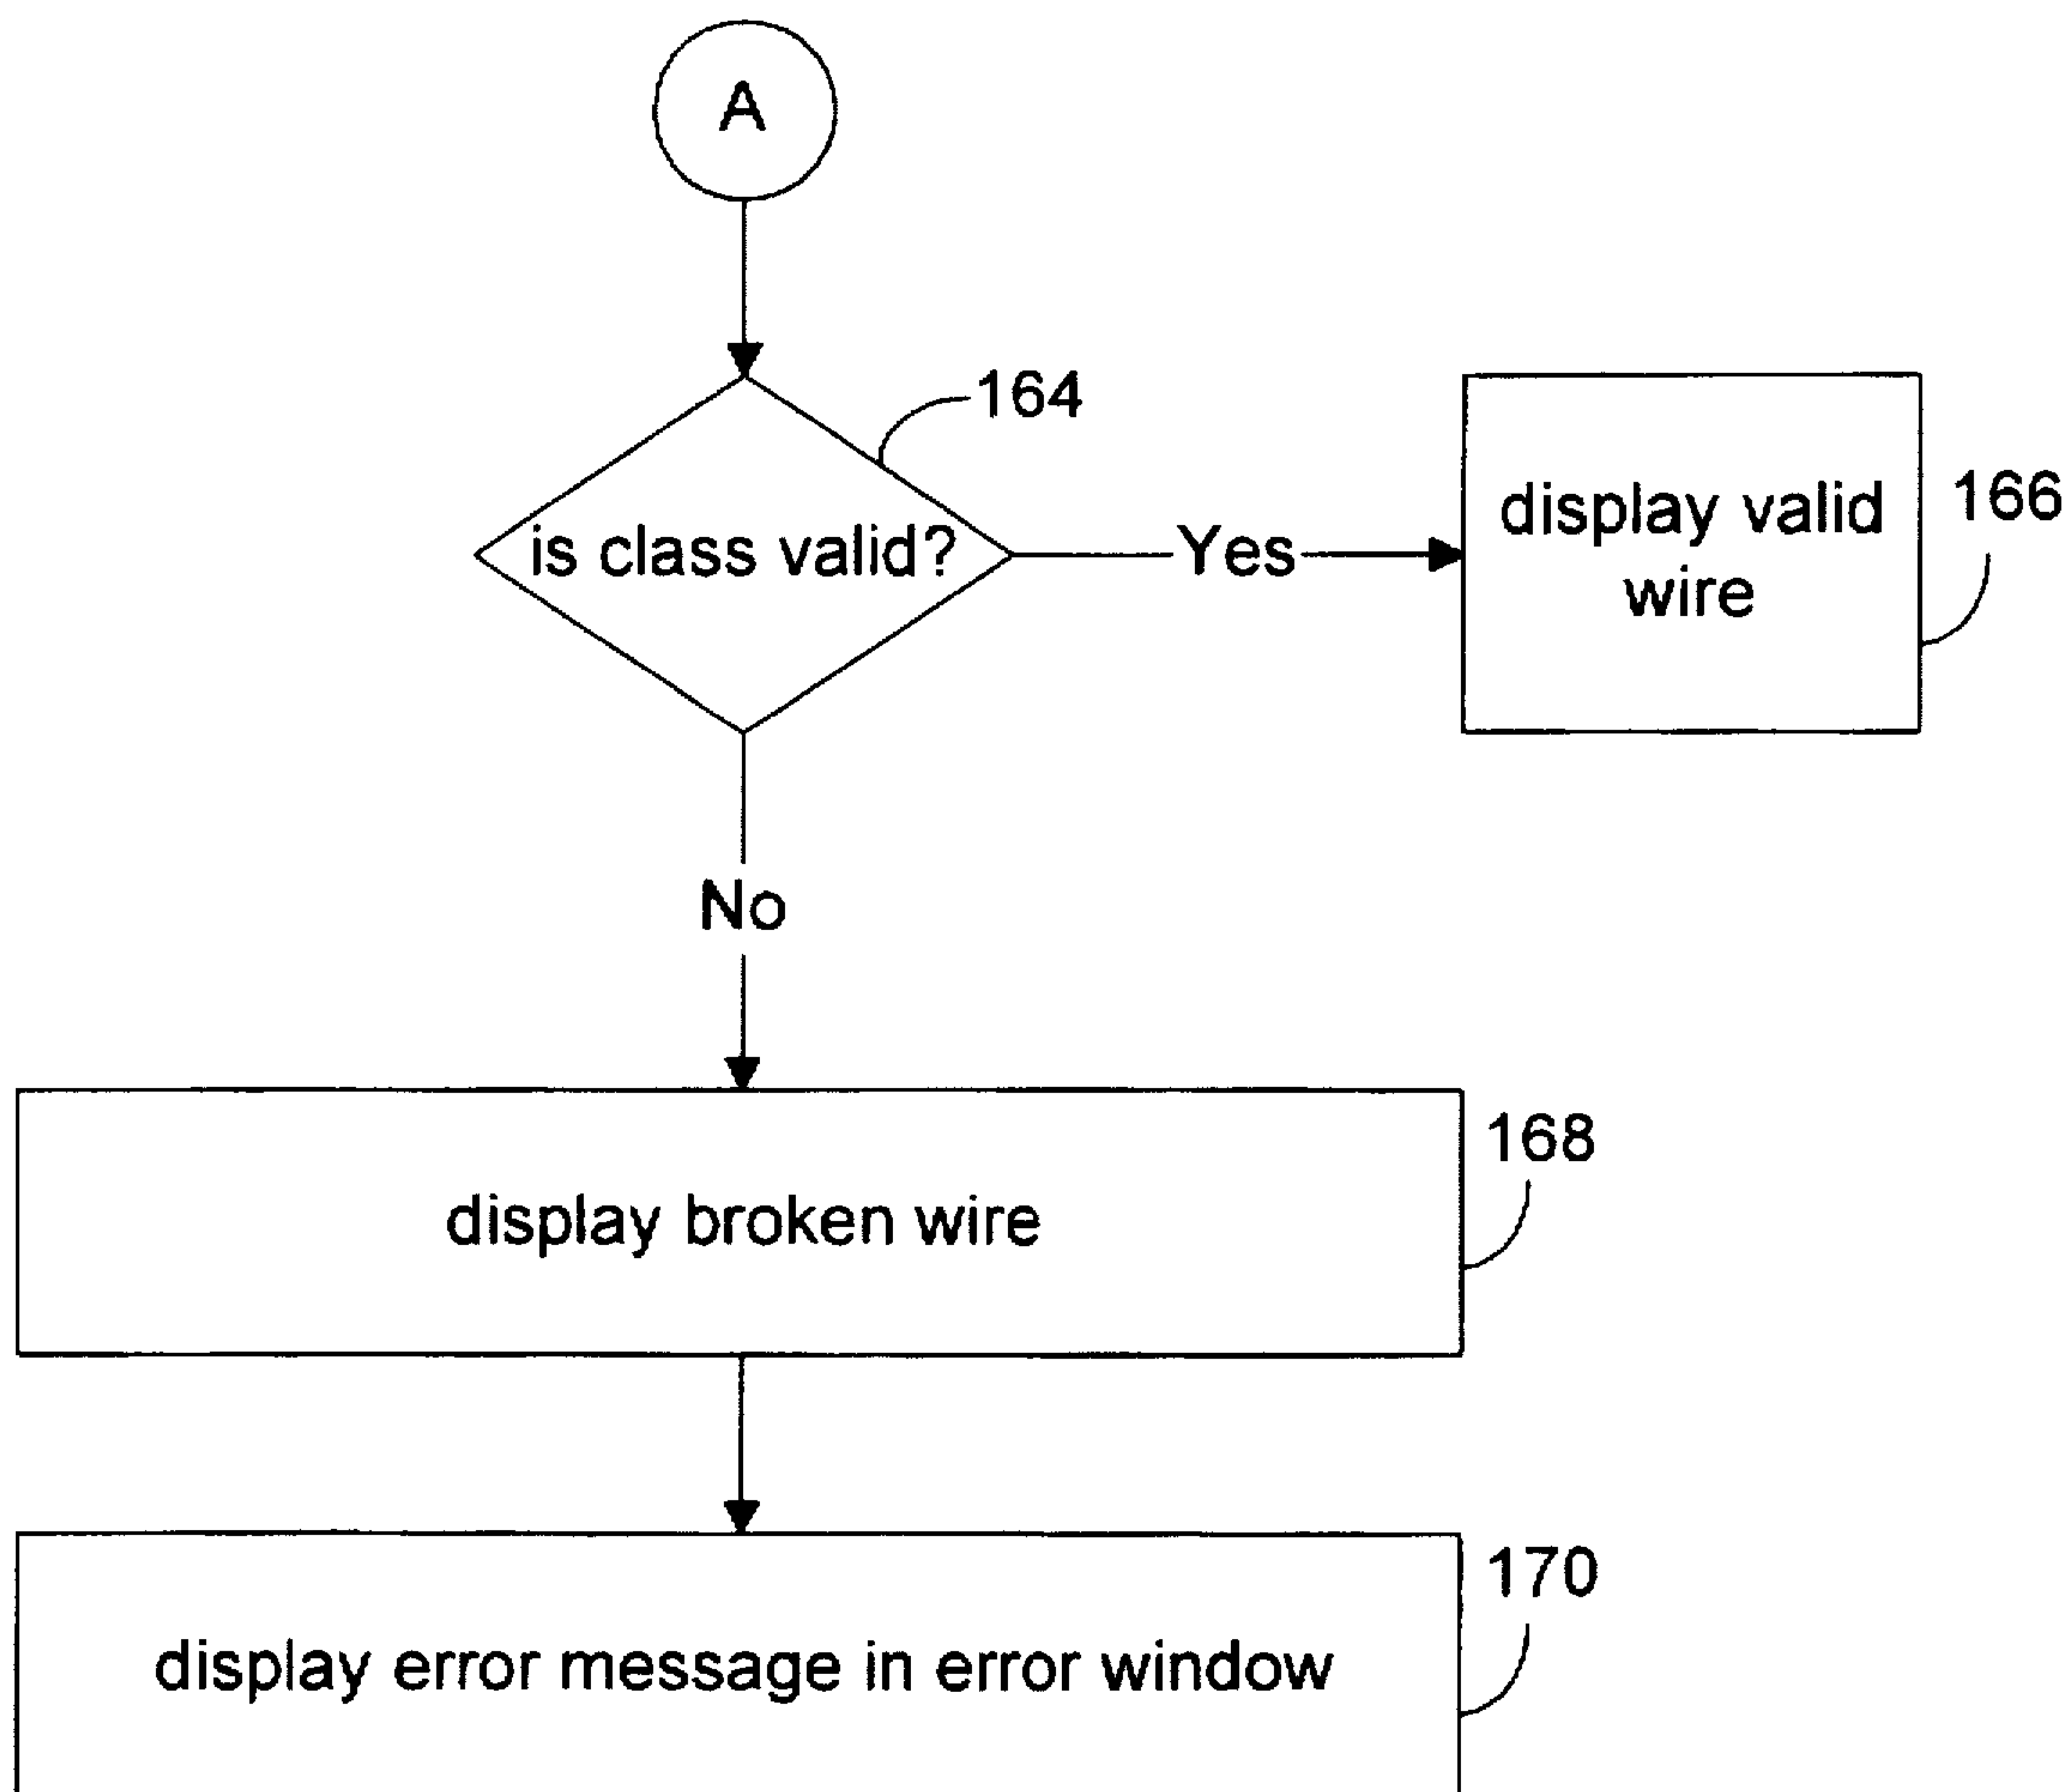 A
164
is class valid?
Yes
display valid
wire
166
No
168
display broken wire
170
display error message in error window